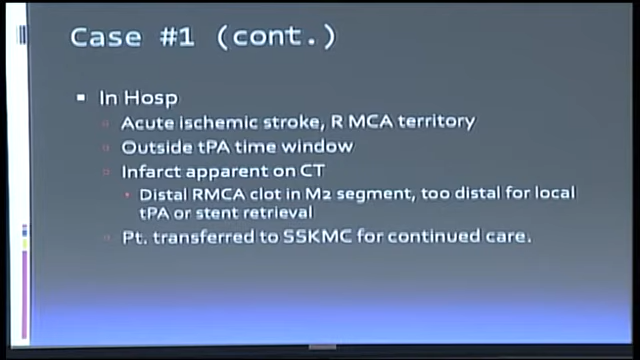 Case #1 (cont.)
In Hosp
Acute ischemic stroke, R MCA territory
Outside tPA time window
Infarct apparent on CT
Distal RMCA clot in M2 segment, too distal for local
tPA or stent retrieval
Pt. transferred to SSKMC for continued care.